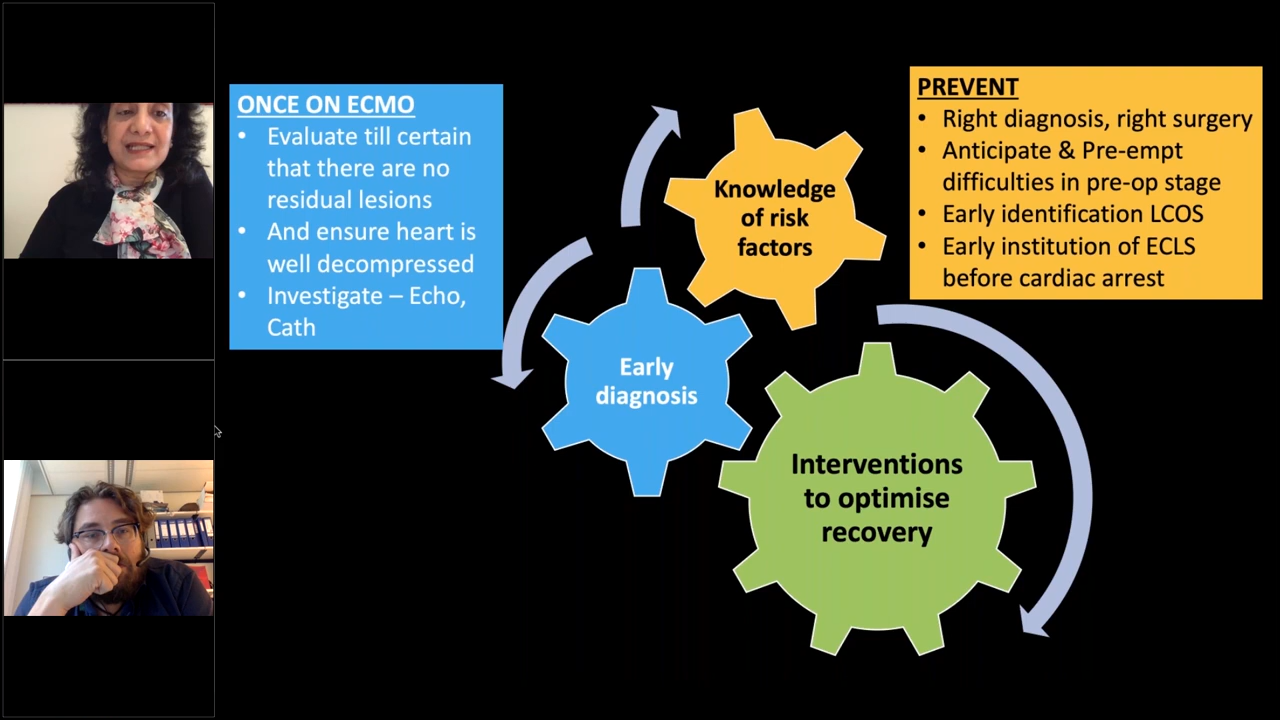 ONCE ON ECMO
• Evaluate till certain
that there are no
residual lesions
• And ensure heart is
well decompressed
• Investigate – Echo,
Cath
Knowledge
of risk
factors
PREVENT
• Right diagnosis, right surgery
• Anticipate & Pre-empt
difficulties in pre-op stage
• Early identification LCOS
• Early institution of ECLS
before cardiac arrest
Early
diagnosis
Interventions
to optimise
recovery